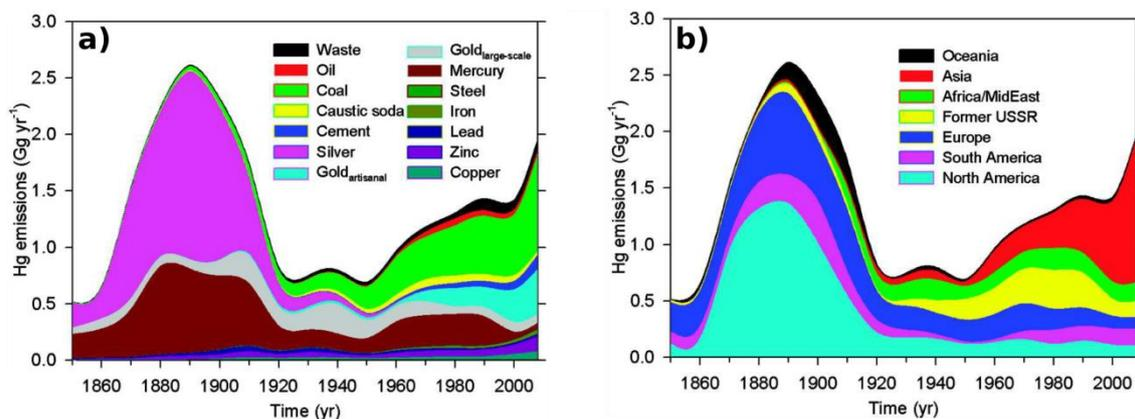 a)
Hg emissions (Gg yr⁻¹)
3.0
2.5
2.0
1.5
1.0
0.5
0.0
Waste
Oil
Coal
Caustic soda
Cement
Silver
Gold artisanal
Gold large-scale
Mercury
Steel
Iron
Lead
Zinc
Copper
1860 1880 1900 1920 1940 1960 1980 2000
Time (yr)
b)
Hg emissions (Gg yr⁻¹)
3.0
2.5
2.0
1.5
1.0
0.5
0.0
Oceania
Asia
Africa/MidEast
Former USSR
Europe
South America
North America
1860 1880 1900 1920 1940 1960 1980 2000
Time (yr)